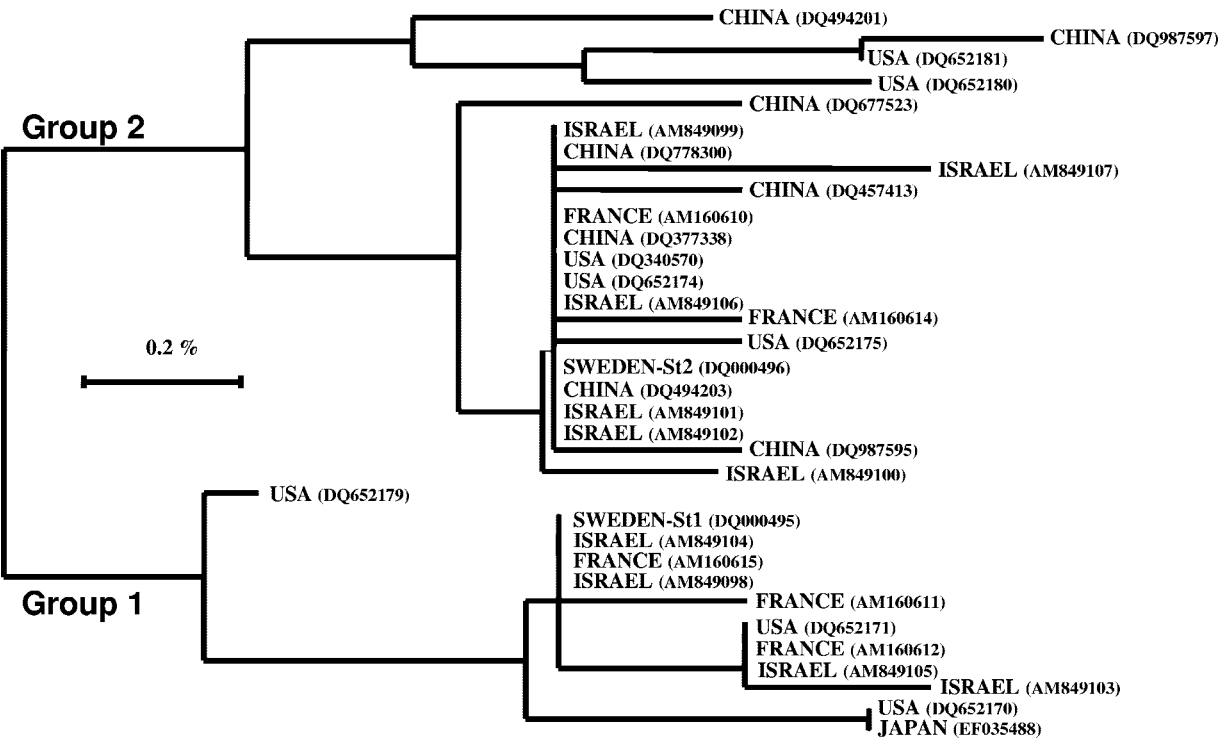 CHINA (DQ494201)
CHINA (DQ987597)
USA (DQ652181)
USA (DQ652180)
CHINA (DQ677523)
Group 2
ISRAEL (AM849099)
CHINA (DQ778300)
ISRAEL (AM849107)
CHINA (DQ457413)
FRANCE (AM160610)
CHINA (DQ377338)
USA (DQ340570)
USA (DQ652174)
ISRAEL (AM849106)
FRANCE (AM160614)
USA (DQ652175)
0.2 %
SWEDEN-St2 (DQ000496)
CHINA (DQ494203)
ISRAEL (AM849101)
ISRAEL (AM849102)
CHINA (DQ987595)
ISRAEL (AM849100)
USA (DQ652179)
SWEDEN-St1 (DQ000495)
ISRAEL (AM849104)
FRANCE (AM160615)
ISRAEL (AM849098)
Group 1
FRANCE (AM160611)
USA (DQ652171)
FRANCE (AM160612)
ISRAEL (AM849105)
ISRAEL (AM849103)
USA (DQ652170)
JAPAN (EF035488)